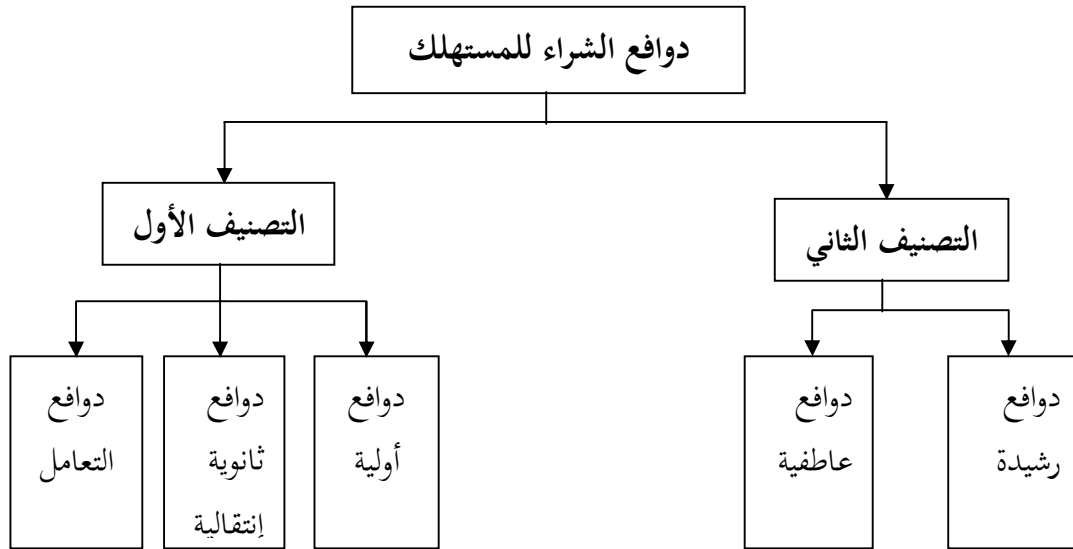 دوافع الشراء للمستهلك
التصنيف الأول
التصنيف الثاني
دوافع
رشيدة
دوافع
عاطفية
دوافع
أولية
دوافع
ثانوية
إنتقالية
دوافع
التعامل